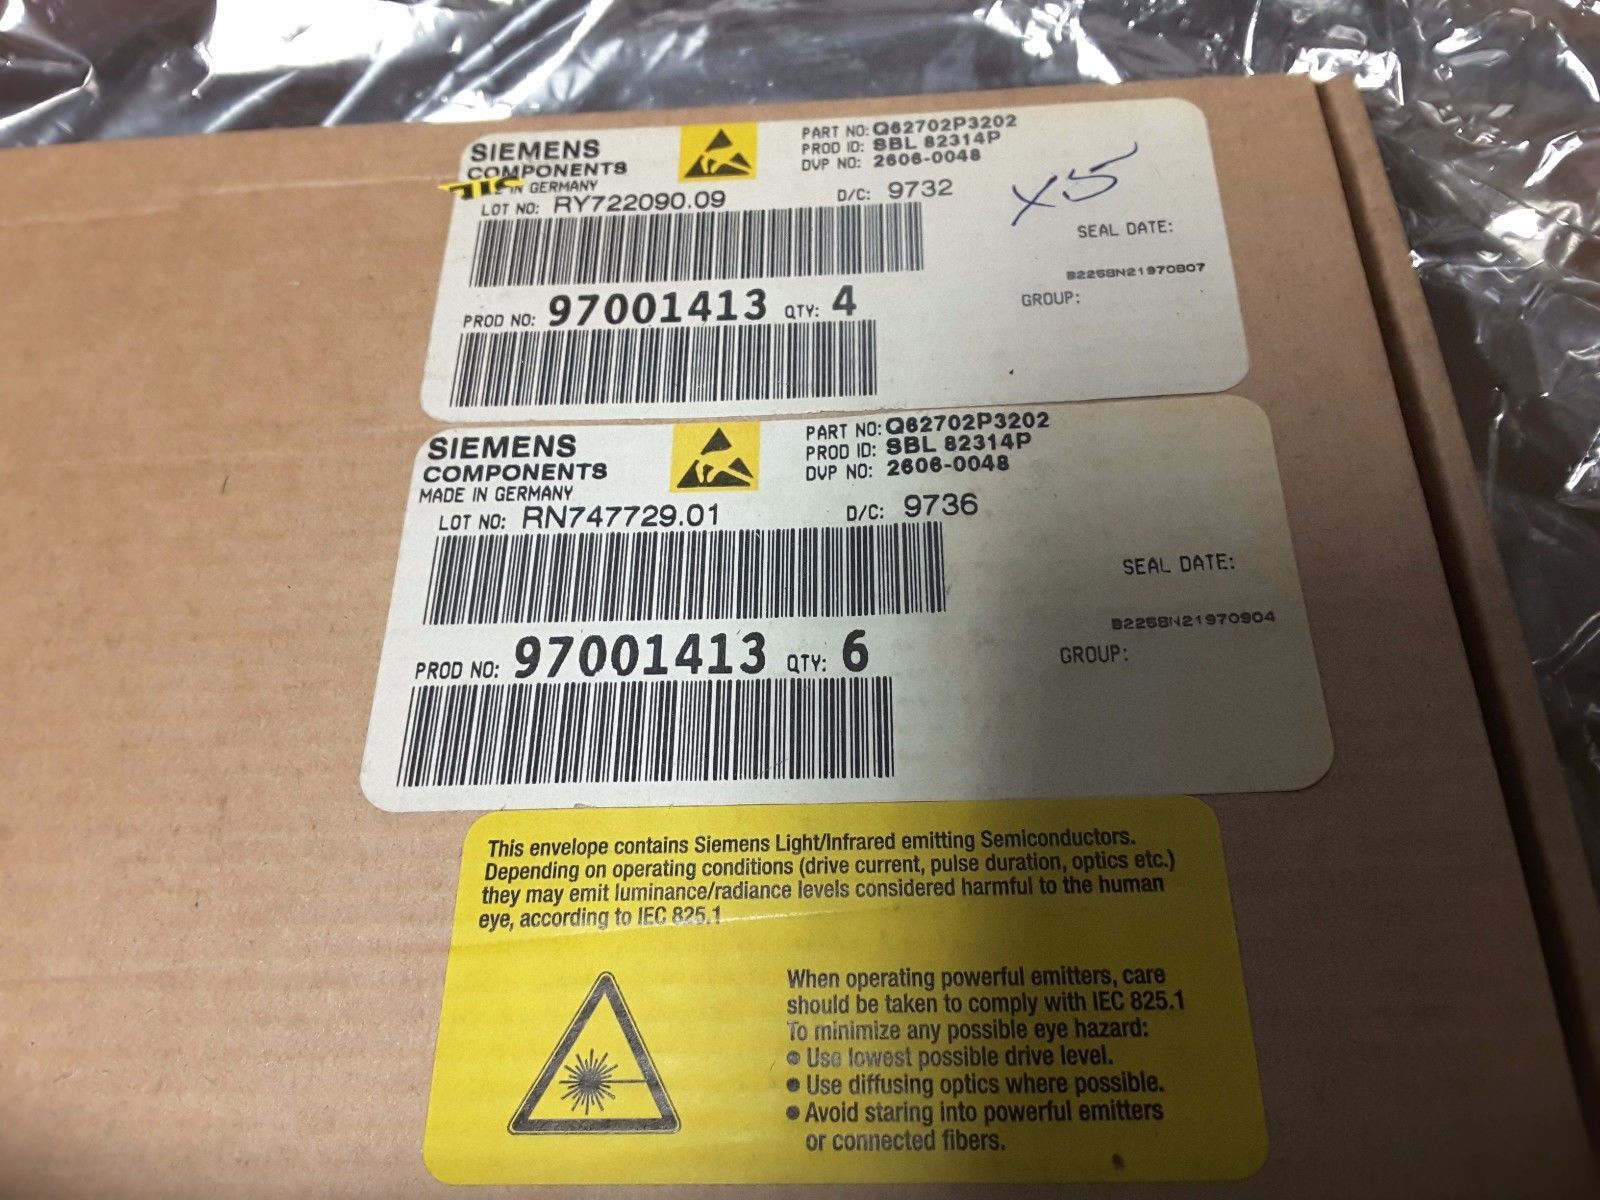 SIEMENS
COMPONENTS
IN GERMANY
PART NO: Q62702P3202
PROD ID: SBL 82314P
DVP NO: 2606-0048
LOT NO: RY722090.09
D/C: 9732
X5
SEAL DATE:
B2258N21970807
PROD NO: 97001413 QTY: 4
GROUP:
SIEMENS
COMPONENTS
MADE IN GERMANY
PART NO: Q62702P3202
PROD ID: SBL 82314P
DVP NO: 2606-0048
LOT NO: RN747729.01
D/C: 9736
SEAL DATE:
B2258N21970904
PROD NO: 97001413 QTY: 6
GROUP:
This envelope contains Siemens Light/Infrared emitting Semiconductors.
Depending on operating conditions (drive current, pulse duration, optics etc.)
they may emit luminance/radiance levels considered harmful to the human
eye, according to IEC 825.1
When operating powerful emitters, care
should be taken to comply with IEC 825.1
To minimize any possible eye hazard:
● Use lowest possible drive level.
● Use diffusing optics where possible.
● Avoid staring into powerful emitters
or connected fibers.